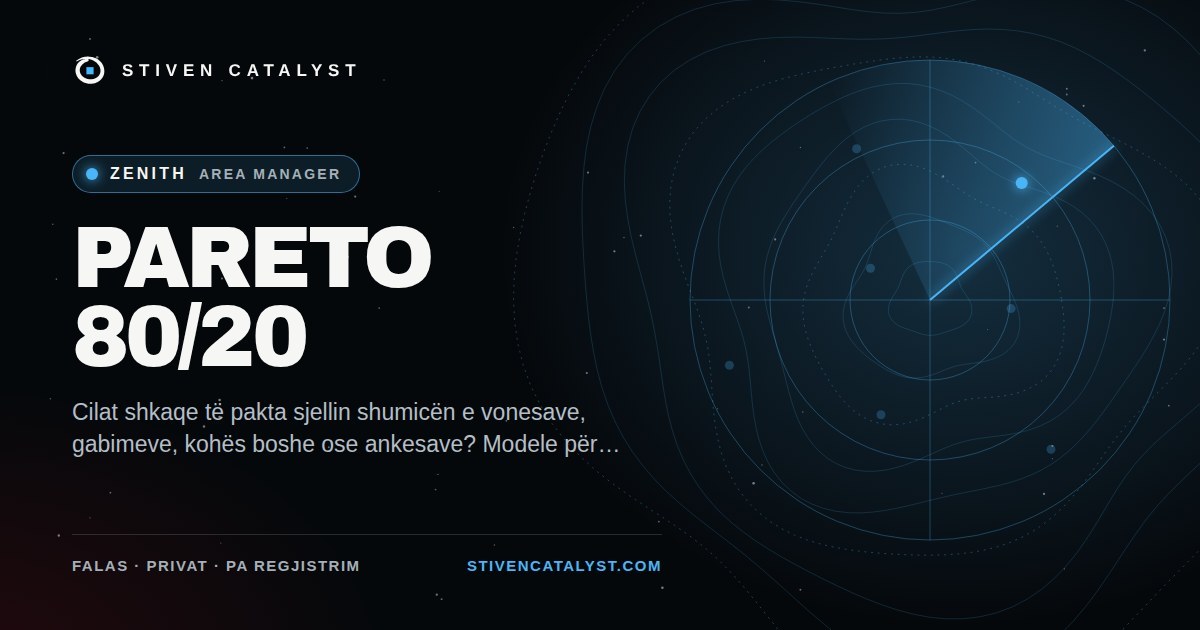 STIVEN CATALYST
ZENITH AREA MANAGER
PARETO
80/20
Cilat shkaqe të pakta sjellin shumicën e vonesave,
gabimeve, kohës boshe ose ankesave? Modele për…
FALAS · PRIVAT · PA REGJISTRIM
STIVENCATALYST.COM